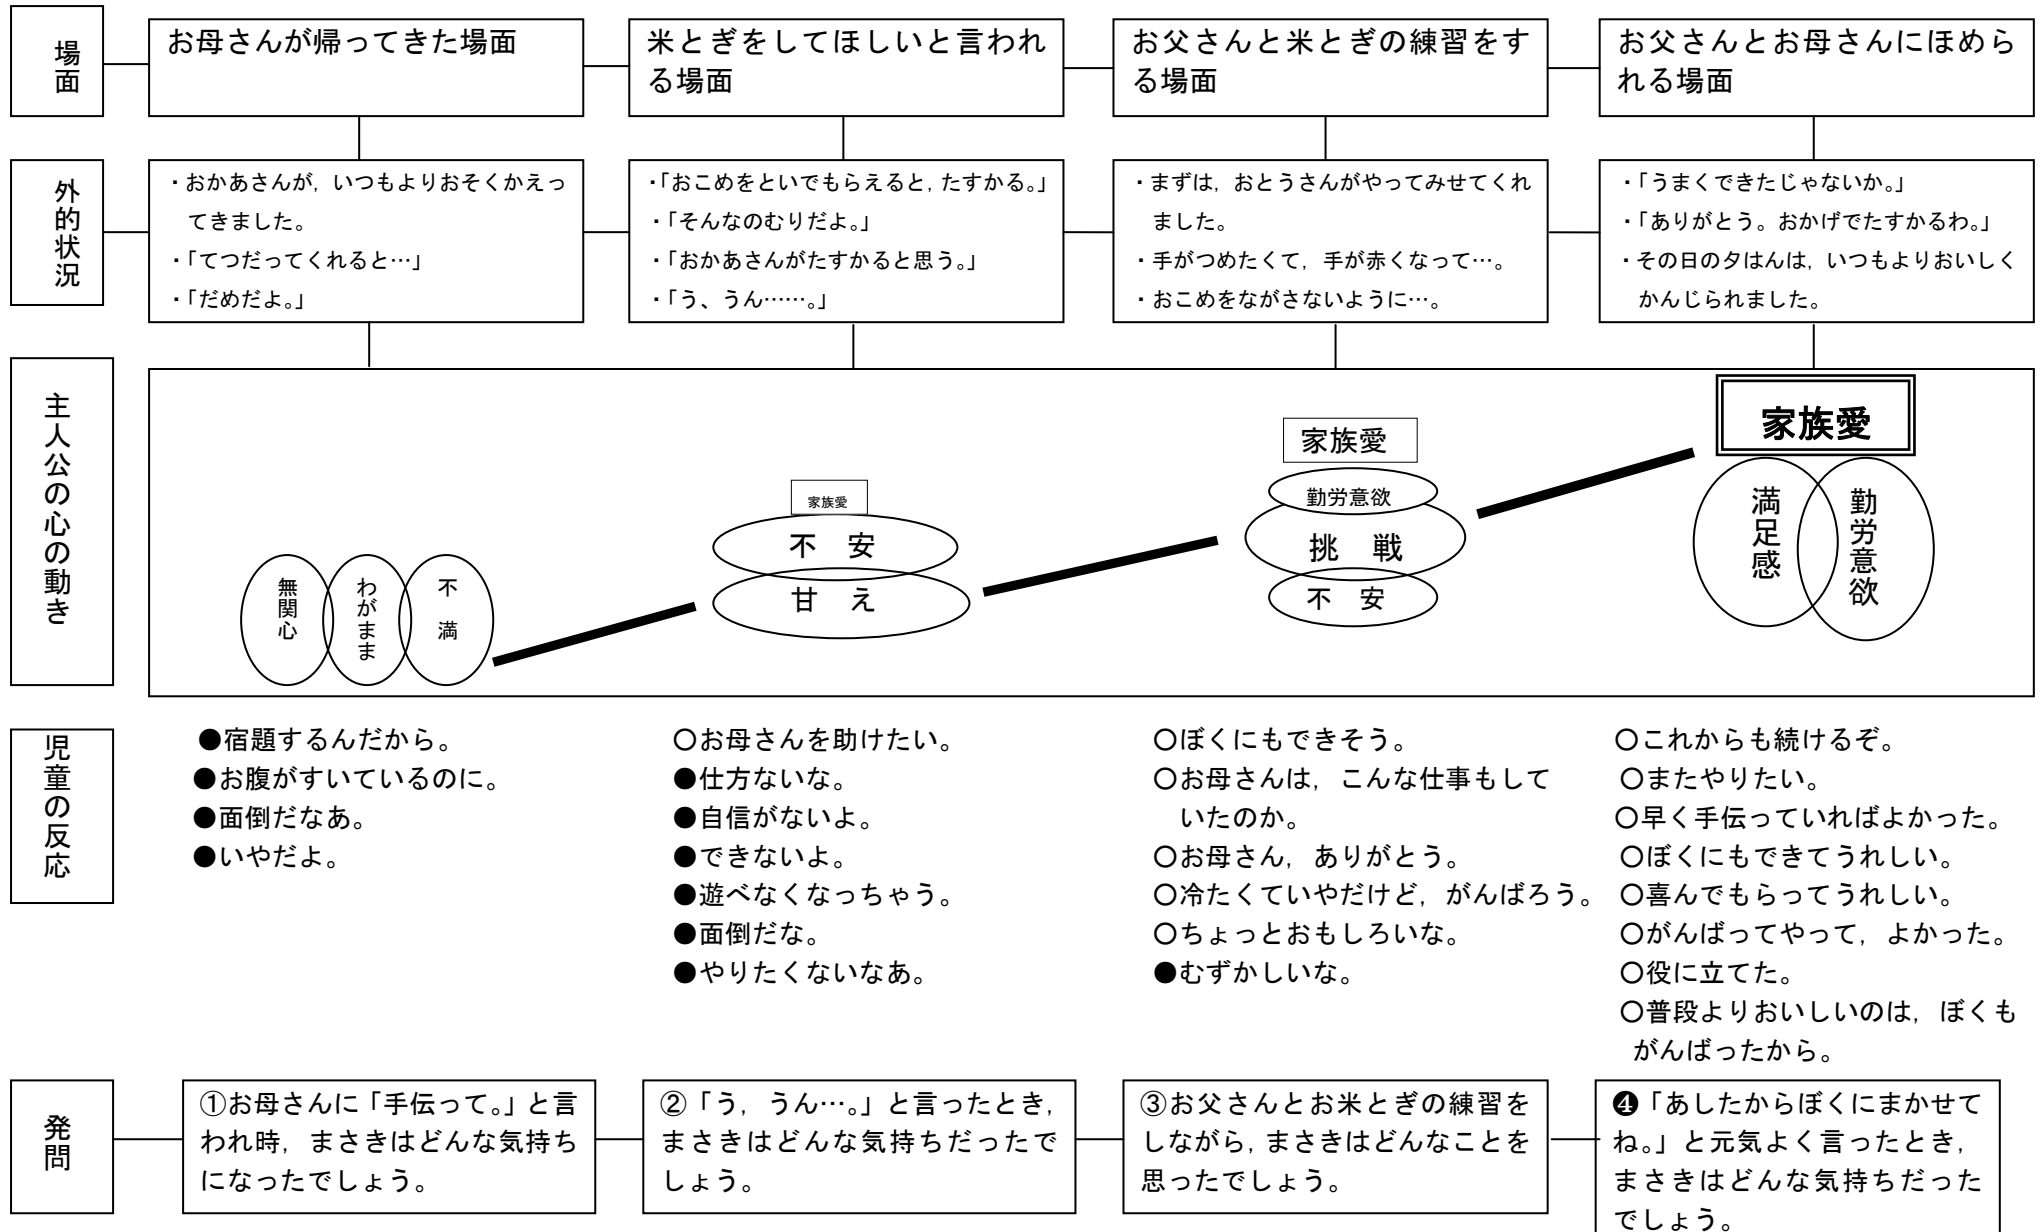 場面
お母さんが帰ってきた場面
米とぎをしてほしいと言われ
る場面
お父さんと米とぎの練習をす
る場面
お父さんとお母さんにほめら
れる場面
外的状況
・おかあさんが，いつもよりおそくかえっ
てきました。
・「てつだってくれると…」
・「だめだよ。」
・「おこめをといでもらえると，たすかる。」
・「そんなのむりだよ。」
・「おかあさんがたすかると思う。」
・「う、うん……。」
・まずは，おとうさんがやってみせてくれ
ました。
・手がつめたくて，手が赤くなって…。
・おこめをながさないように…。
・「うまくできたじゃないか。」
・「ありがとう。おかげでたすかるわ。」
・その日の夕はんは，いつもよりおいしく
かんじられました。
主人公の心の動き
無関心
わがまま
不満
家族愛
不　安
甘　え
家族愛
勤労意欲
挑　戦
不　安
家族愛
満足感
勤労意欲
児童の反応
●宿題するんだから。
●お腹がすいているのに。
●面倒だなあ。
●いやだよ。
○お母さんを助けたい。
●仕方ないな。
●自信がないよ。
●できないよ。
●遊べなくなっちゃう。
●面倒だな。
●やりたくないなあ。
○ぼくにもできそう。
○お母さんは，こんな仕事もして
いたのか。
○お母さん，ありがとう。
○冷たくていやだけど，がんばろう。
○ちょっとおもしろいな。
●むずかしいな。
○これからも続けるぞ。
○またやりたい。
○早く手伝っていればよかった。
○ぼくにもできてうれしい。
○喜んでもらってうれしい。
○がんばってやって，よかった。
○役に立てた。
○普段よりおいしいのは，ぼくも
がんばったから。
発問
①お母さんに「手伝って。」と言
われ時，まさきはどんな気持ち
になったでしょう。
②「う，うん…。」と言ったとき，
まさきはどんな気持ちだったで
しょう。
③お父さんとお米とぎの練習を
しながら，まさきはどんなことを
思ったでしょう。
❹「あしたからぼくにまかせて
ね。」と元気よく言ったとき，
まさきはどんな気持ちだった
でしょう。